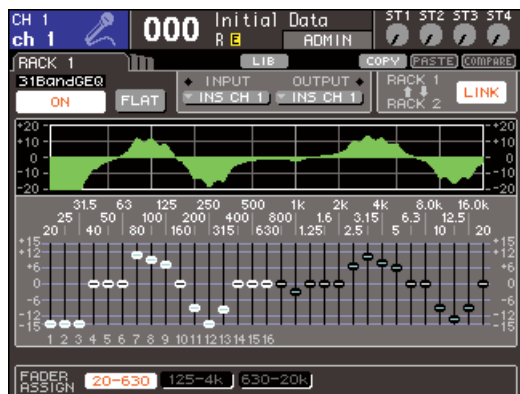 CH 1
ch 1
000
Initial Data
R E
ADMIN
ST1 ST2 ST3 ST4
RACK 1
LIB
COPY
PASTE
COMPARE
31BandGEQ
ON
FLAT
INPUT
INS CH 1
OUTPUT
INS CH 1
RACK 1
RACK 2
LINK
+20
+10
0
-10
-20
+20
+10
0
-10
-20
31.5 63 125 250 500 1k 2k 4k 8.0k 16.0k
25 50 100 200 400 800 1.6 3.15 6.3 12.5
20 40 80 160 315 630 1.25 2.5 5 10 20
+15
+12
+6
0
-6
-12
-15
+15
+12
+6
0
-6
-12
-15
1 2 3 4 5 6 7 8 9 10 11 12 13 14 15 16
FADER
ASSIGN
20-630
125-4k
630-20k